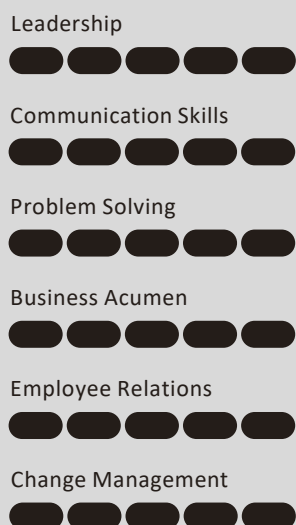 Leadership
Communication Skills
Problem Solving
Business Acumen
Employee Relations
Change Management